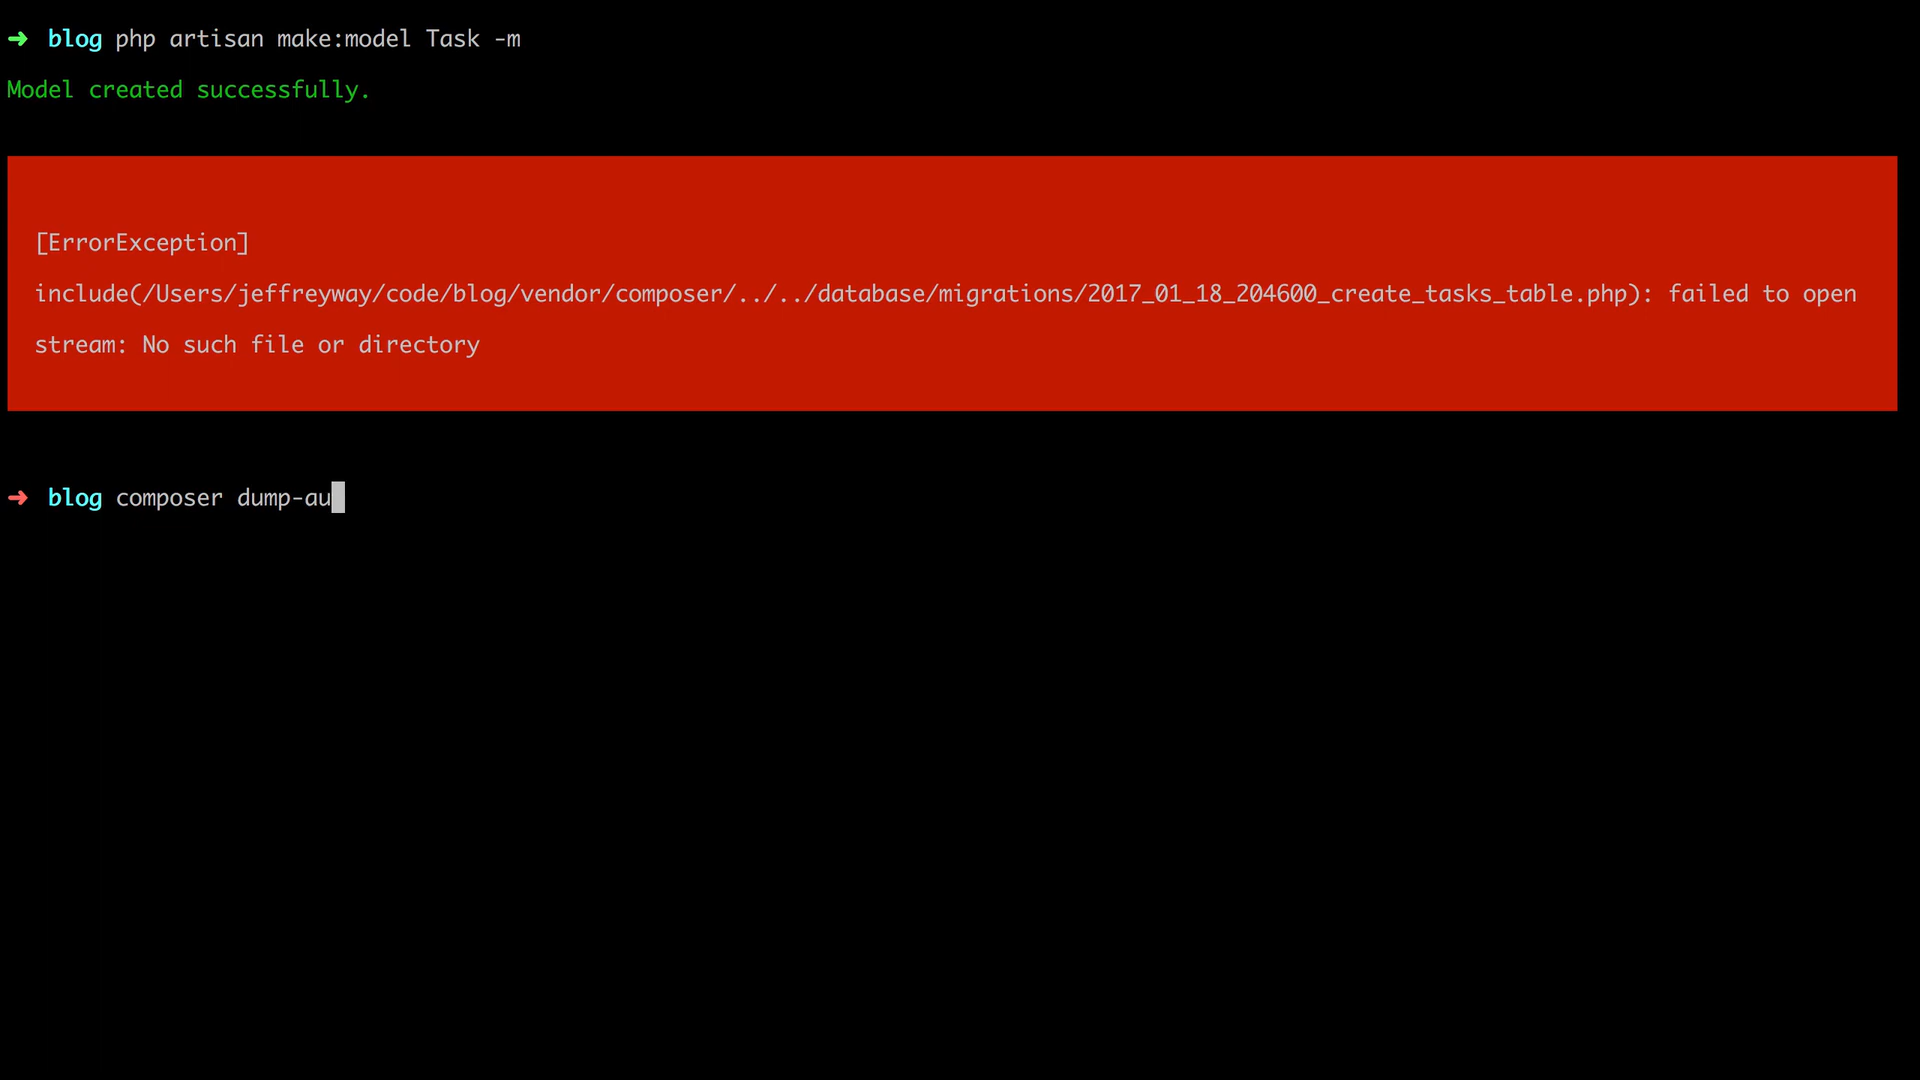 ➜ blog php artisan make:model Task -m
Model created successfully.
[ErrorException]
include(/Users/jeffreyway/code/blog/vendor/composer/../../database/migrations/2017_01_18_204600_create_tasks_table.php): failed to open
stream: No such file or directory
➜ blog composer dump-au